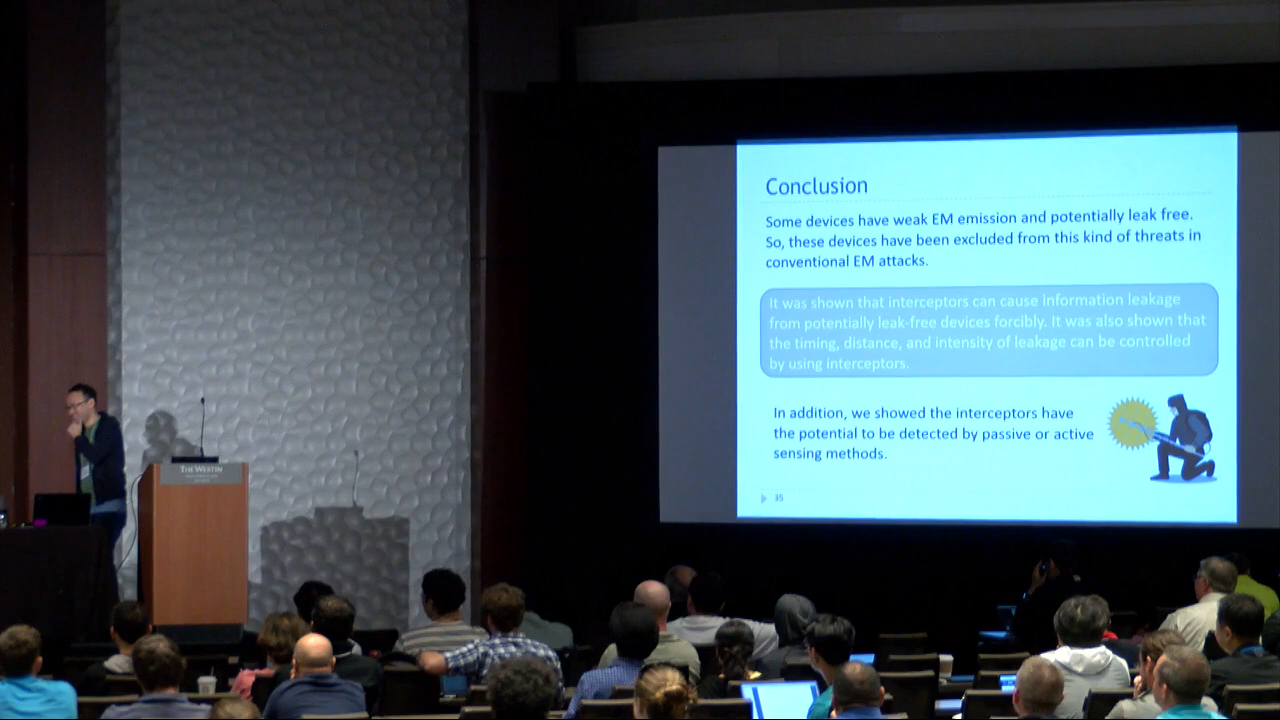 Conclusion
Some devices have weak EM emission and potentially leak free.
So, these devices have been excluded from this kind of threats in
conventional EM attacks.
It was shown that interceptors can cause information leakage
from potentially leak-free devices forcibly. It was also shown that
the timing, distance, and intensity of leakage can be controlled
by using interceptors.
In addition, we showed the interceptors have
the potential to be detected by passive or active
sensing methods.
35
THE WESTIN